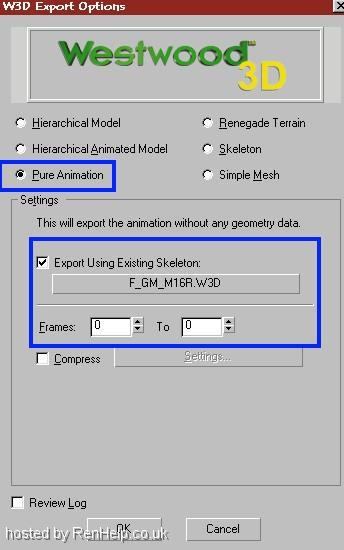 W3D Export Options
Westwood™
3D
Hierarchical Model
Renegade Terrain
Hierarchical Animated Model
Skeleton
Pure Animation
Simple Mesh
Settings
This will export the animation without any geometry data.
Export Using Existing Skeleton:
F_GM_M16R.W3D
Frames: 0 To 0
Compress
Settings...
Review Log
hosted by RenHelp.co.uk
OK
Cancel